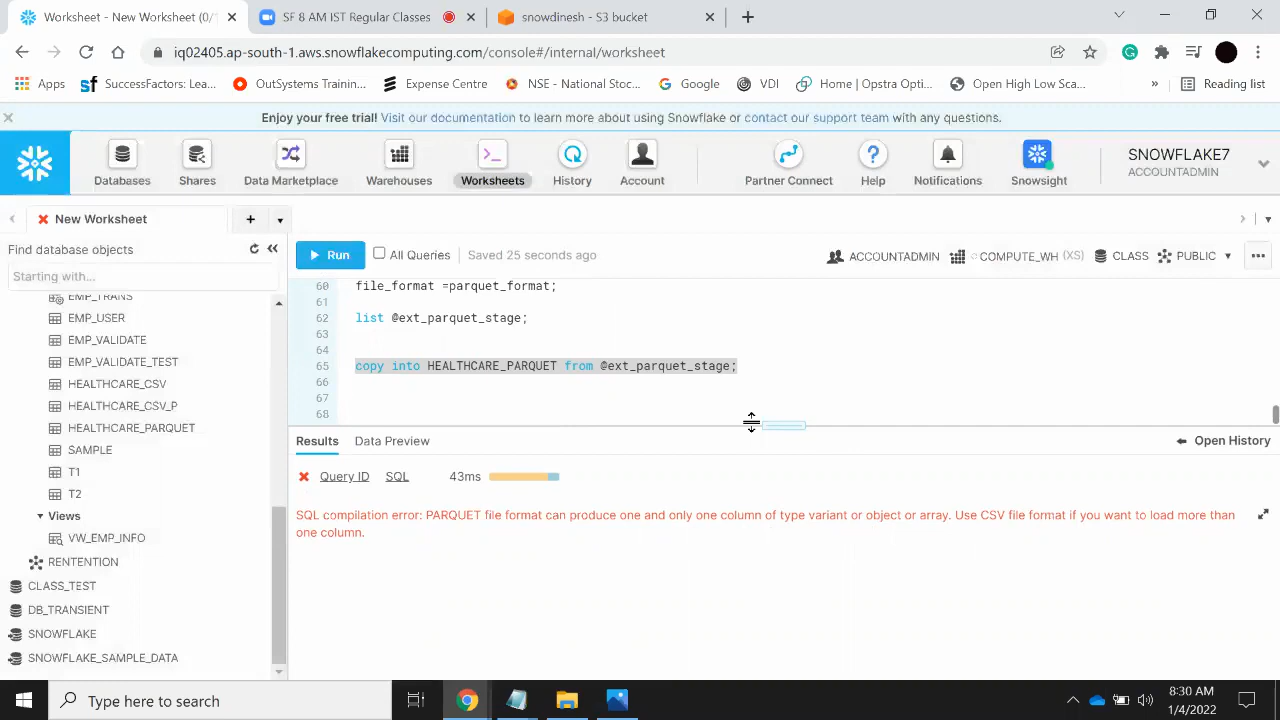 Worksheet - New Worksheet (0/1
SF 8 AM IST Regular Classes
snowdinesh - S3 bucket
iq02405.ap-south-1.aws.snowflakecomputing.com/console#/internal/worksheet
Apps
SuccessFactors: Lea...
OutSystems Training...
Expense Centre
NSE - National Stoc...
Google
VDI
Home | Opstra Opti...
Open High Low Sca...
»
Reading list
Enjoy your free trial! Visit our documentation to learn more about using Snowflake or contact our support team with any questions.
Databases
Shares
Data Marketplace
Warehouses
Worksheets
History
Account
Partner Connect
Help
Notifications
Snowsight
SNOWFLAKE7
ACCOUNTADMIN
New Worksheet
Find database objects
Starting with...
Run
All Queries
Saved 25 seconds ago
ACCOUNTADMIN
COMPUTE_WH (XS)
CLASS
PUBLIC
EMP_TRANS
EMP_USER
EMP_VALIDATE
EMP_VALIDATE_TEST
HEALTHCARE_CSV
HEALTHCARE_CSV_P
HEALTHCARE_PARQUET
SAMPLE
T1
T2
Views
VW_EMP_INFO
RENTENTION
CLASS_TEST
DB_TRANSIENT
SNOWFLAKE
SNOWFLAKE_SAMPLE_DATA
60 file_format =parquet_format;
61
62 list @ext_parquet_stage;
63
64
65 copy into HEALTHCARE_PARQUET from @ext_parquet_stage;
66
67
68
Results
Data Preview
Open History
Query ID
SQL
43ms
SQL compilation error: PARQUET file format can produce one and only one column of type variant or object or array. Use CSV file format if you want to load more than
one column.
Type here to search
8:30 AM
1/4/2022